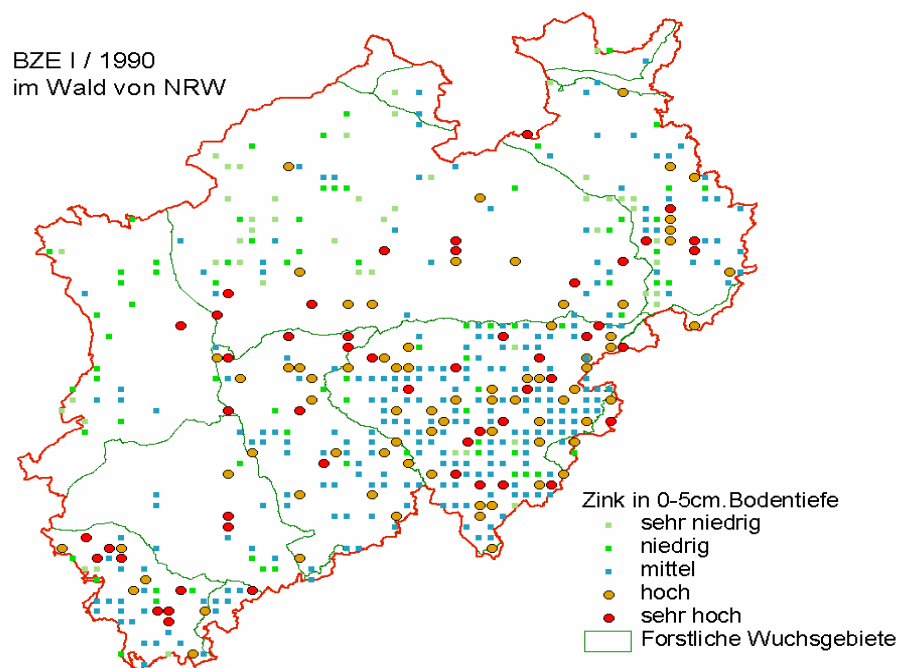 BZE I / 1990
im Wald von NRW
Zink in 0-5cm.Bodentiefe
sehr niedrig
niedrig
mittel
hoch
sehr hoch
Forstliche Wuchsgebiete